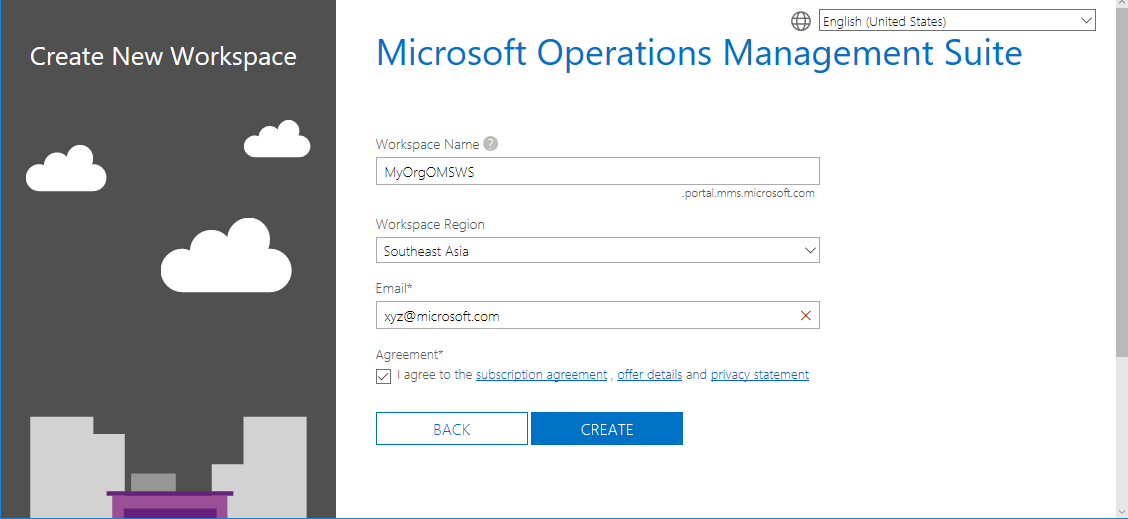 English (United States)
Create New Workspace
Microsoft Operations Management Suite
Workspace Name ?
MyOrgOMSWS
.portal.mms.microsoft.com
Workspace Region
Southeast Asia
Email*
xyz@microsoft.com
Agreement*
I agree to the subscription agreement , offer details and privacy statement
BACK
CREATE